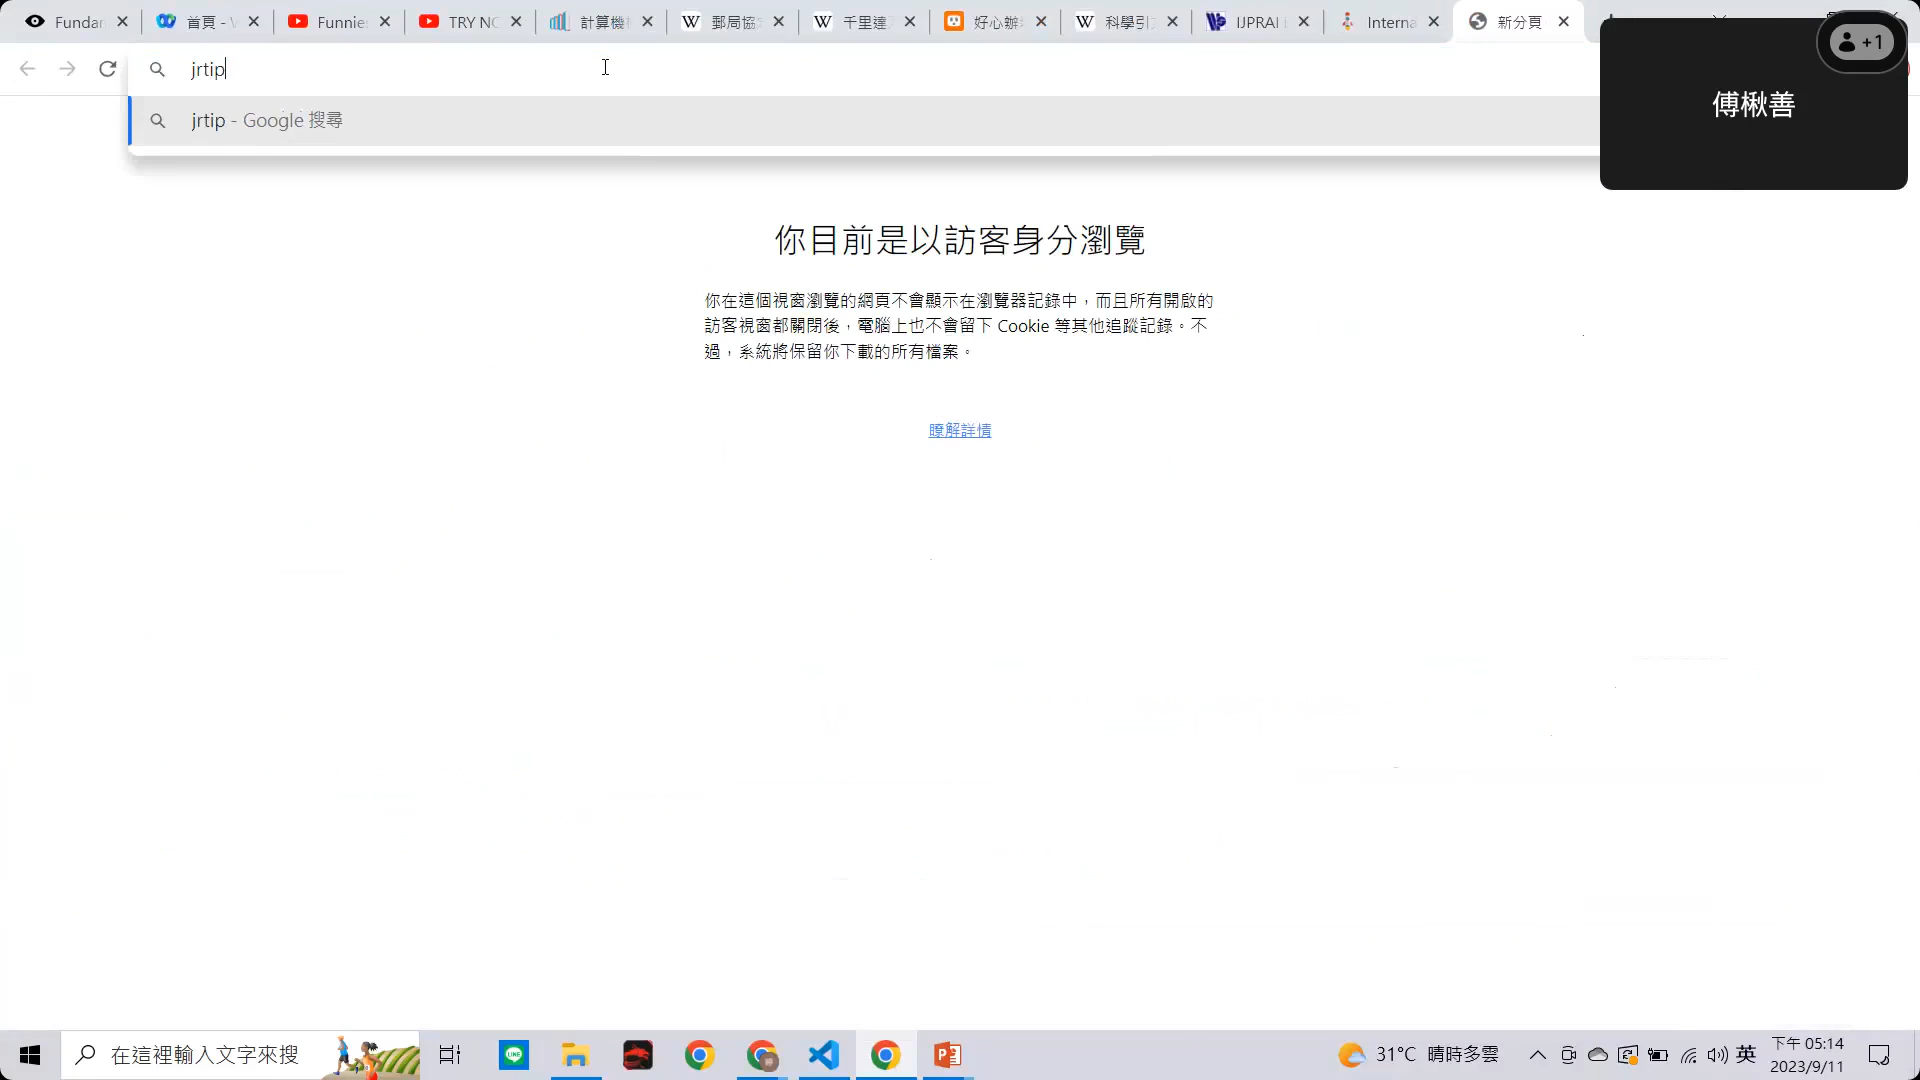 Fundar
首頁 - V
Funnie
TRY NO
計算機
郵局協
千里達
好心辦
科學引
IJPRAI
Interna
新分頁
+1
jrtip
jrtip - Google 搜尋
傅楸善
你目前是以訪客身分瀏覽
你在這個視窗瀏覽的網頁不會顯示在瀏覽器記錄中，而且所有開啟的
訪客視窗都關閉後，電腦上也不會留下 Cookie 等其他追蹤記錄。不
過，系統將保留你下載的所有檔案。
瞭解詳情
在這裡輸入文字來搜
31°C 晴時多雲
英
下午 05:14
2023/9/11